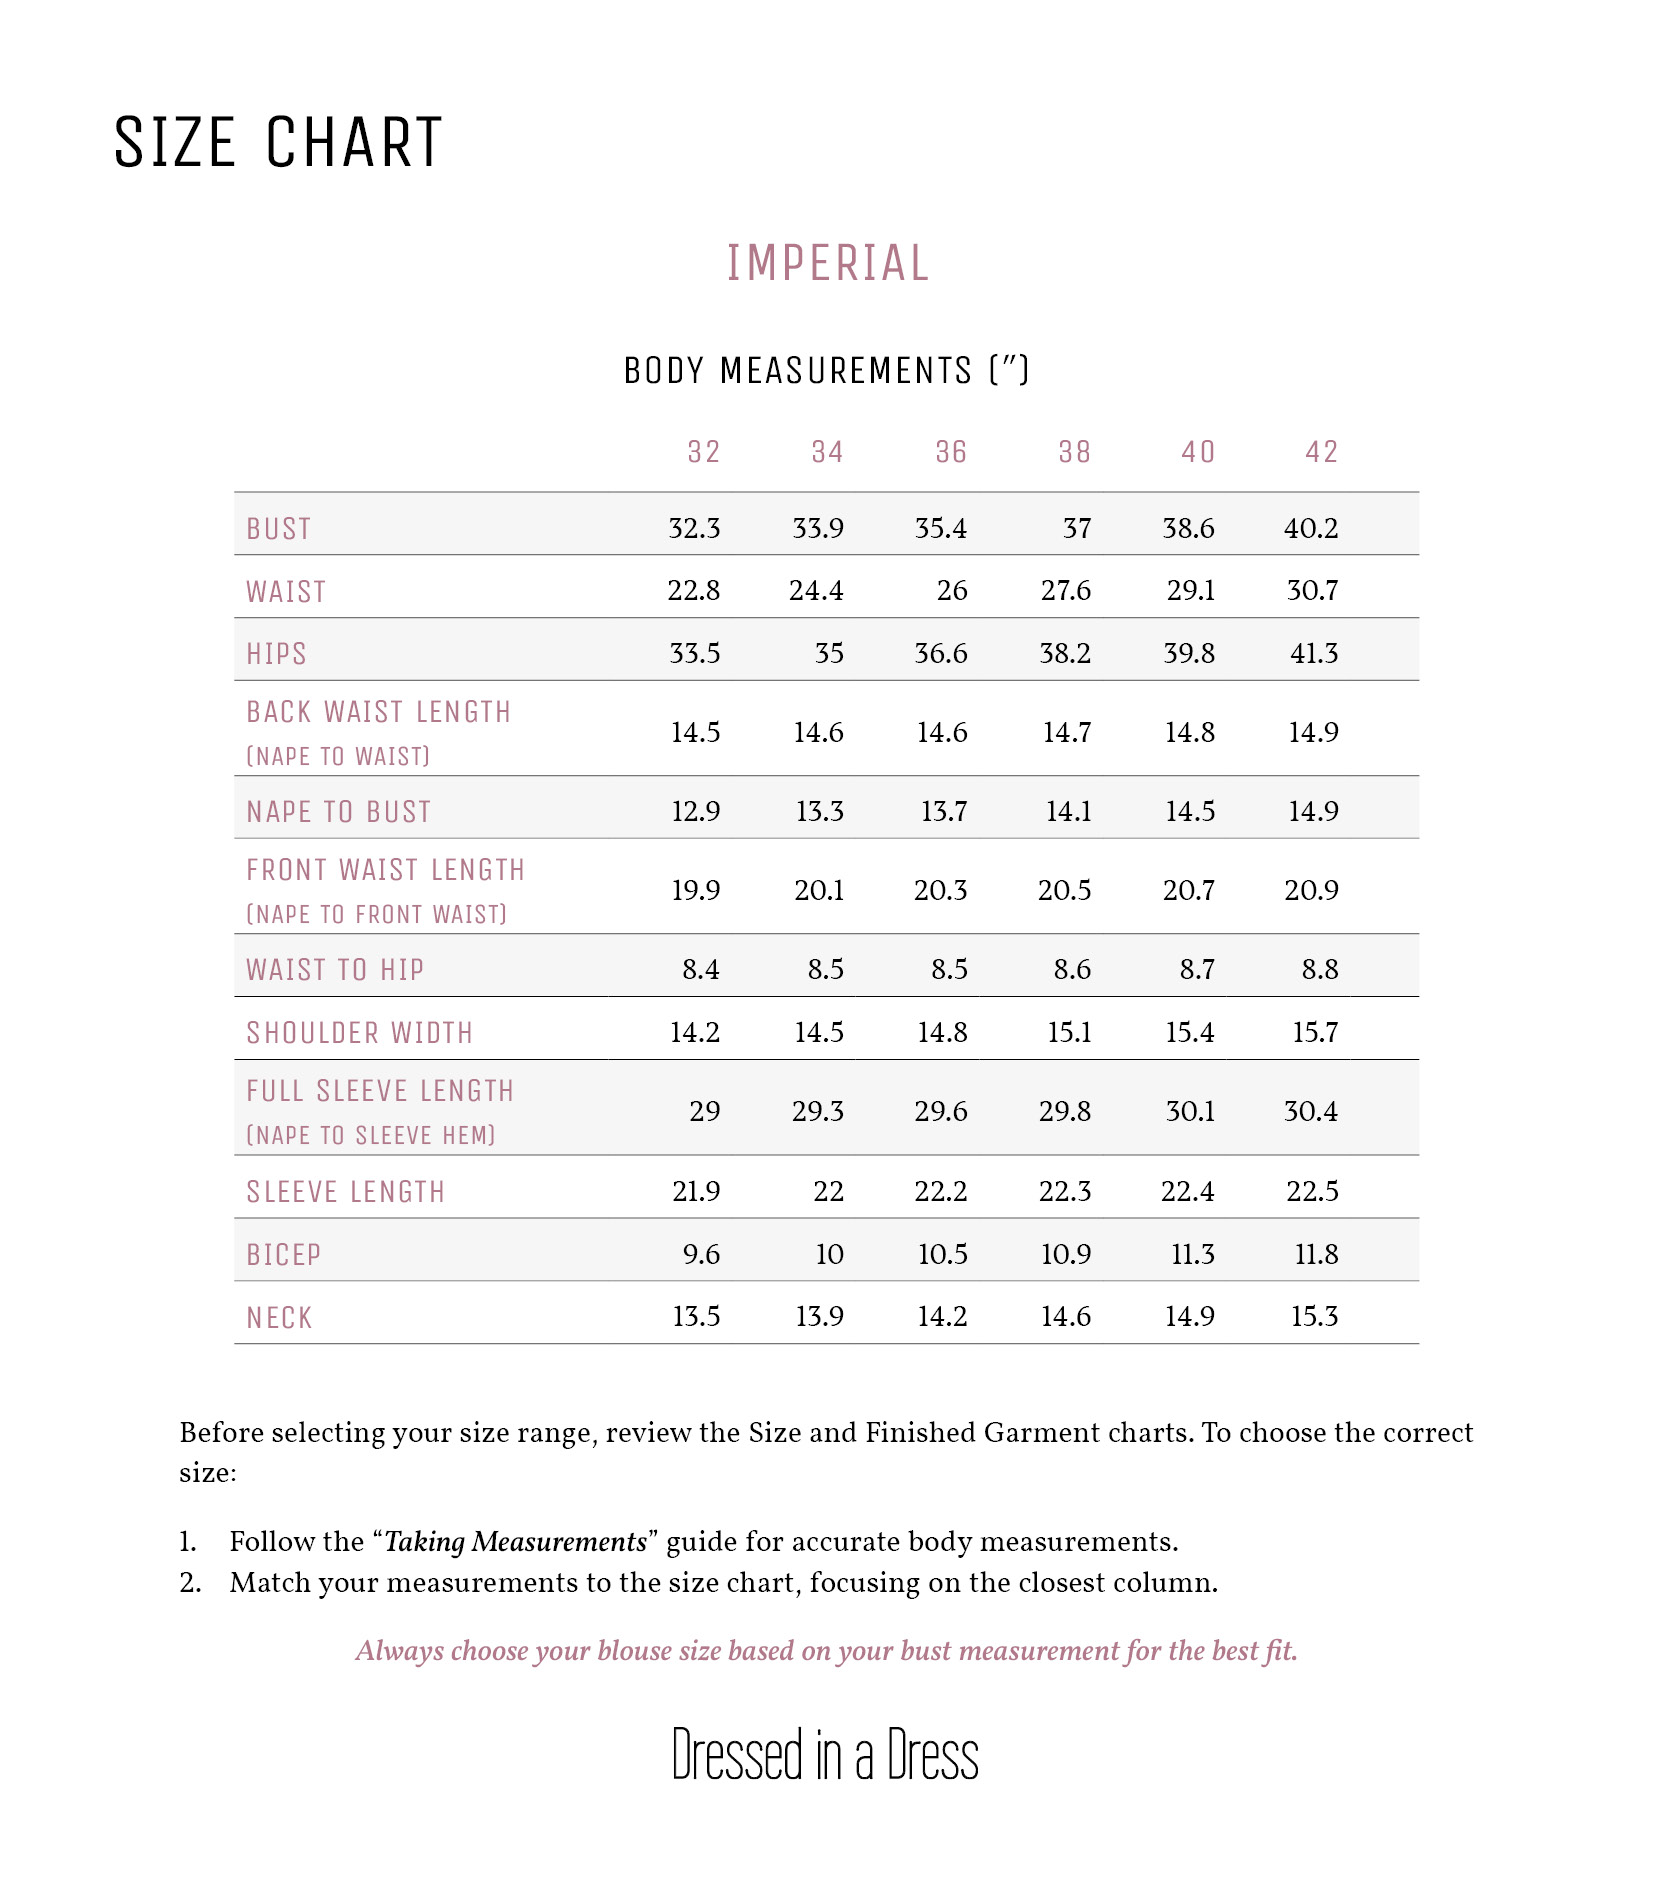 SIZE CHART
IMPERIAL
BODY MEASUREMENTS (″)
32 34 36 38 40 42
BUST 32.3 33.9 35.4 37 38.6 40.2
WAIST 22.8 24.4 26 27.6 29.1 30.7
HIPS 33.5 35 36.6 38.2 39.8 41.3
BACK WAIST LENGTH
(NAPE TO WAIST) 14.5 14.6 14.6 14.7 14.8 14.9
NAPE TO BUST 12.9 13.3 13.7 14.1 14.5 14.9
FRONT WAIST LENGTH
(NAPE TO FRONT WAIST) 19.9 20.1 20.3 20.5 20.7 20.9
WAIST TO HIP 8.4 8.5 8.5 8.6 8.7 8.8
SHOULDER WIDTH 14.2 14.5 14.8 15.1 15.4 15.7
FULL SLEEVE LENGTH
(NAPE TO SLEEVE HEM) 29 29.3 29.6 29.8 30.1 30.4
SLEEVE LENGTH 21.9 22 22.2 22.3 22.4 22.5
BICEP 9.6 10 10.5 10.9 11.3 11.8
NECK 13.5 13.9 14.2 14.6 14.9 15.3
Before selecting your size range, review the Size and Finished Garment charts. To choose the correct
size:
1. Follow the “Taking Measurements” guide for accurate body measurements.
2. Match your measurements to the size chart, focusing on the closest column.
Always choose your blouse size based on your bust measurement for the best fit.
Dressed in a Dress